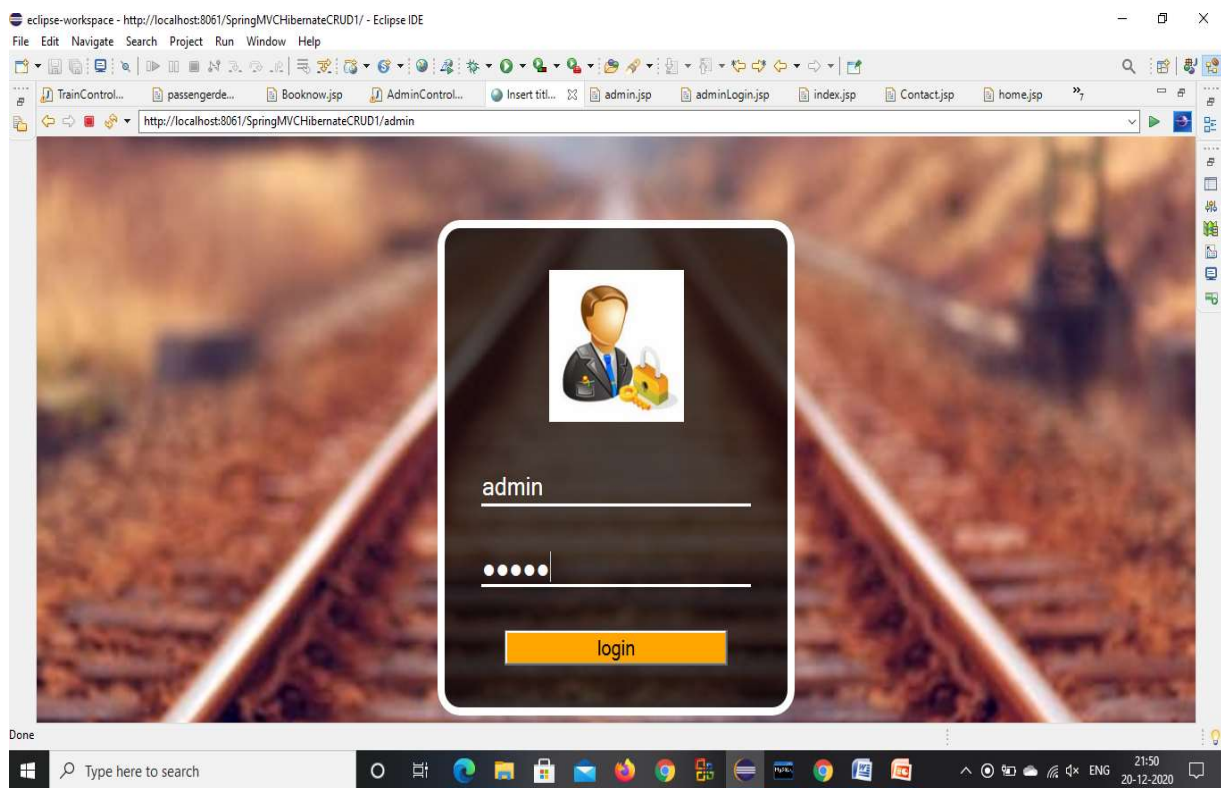 eclipse-workspace - http://localhost:8061/SpringMVCHibernateCRUD1/ - Eclipse IDE
File Edit Navigate Search Project Run Window Help
TrainControl... passengerde... Booknow.jsp AdminControl... Insert titl... admin.jsp adminLogin.jsp index.jsp Contact.jsp home.jsp »7
http://localhost:8061/SpringMVCHibernateCRUD1/admin
admin
●●●●●
login
Done
Type here to search
ENG
21:50
20-12-2020